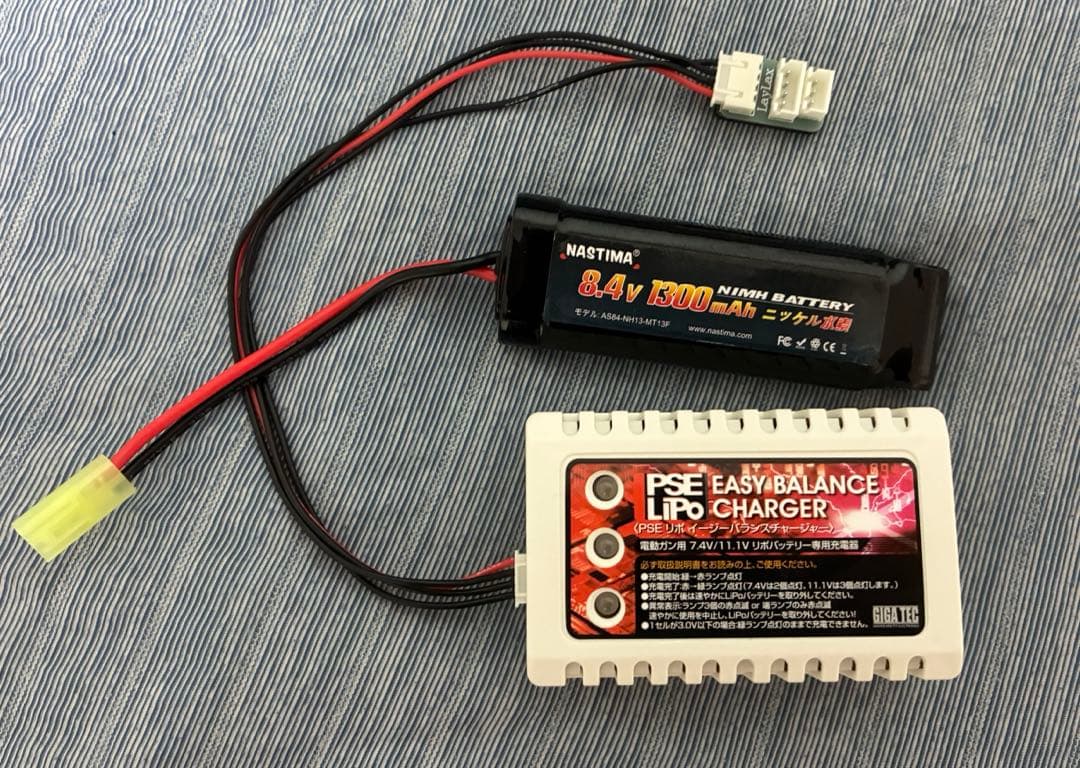 LayLax
NASTIMA®
8.4V 1300mAh NIMH BATTERY
ニッケル水素
モデル: AS84-NH13-MT13F
www.nastima.com
FC CE
PSE LiPo EASY BALANCE CHARGER
〈PSE リポ イージーバランスチャージャー〉
電動ガン用 7.4V/11.1V リポバッテリー専用充電器
必ず取扱説明書をお読みの上、ご使用ください。
●充電開始:緑→赤ランプ点灯
●充電完了:赤→緑ランプ点灯(7.4Vは2個点灯、11.1Vは3個点灯します。)
●充電完了後は速やかにLiPoバッテリーを取り外してください。
●異常表示:ランプ3個の赤点滅 or 端ランプのみ赤点滅
速やかに使用を中止し、LiPoバッテリーを取り外してください!
●1セルが3.0V以下の場合:緑ランプ点灯のままで充電できません。
GIGA TEC